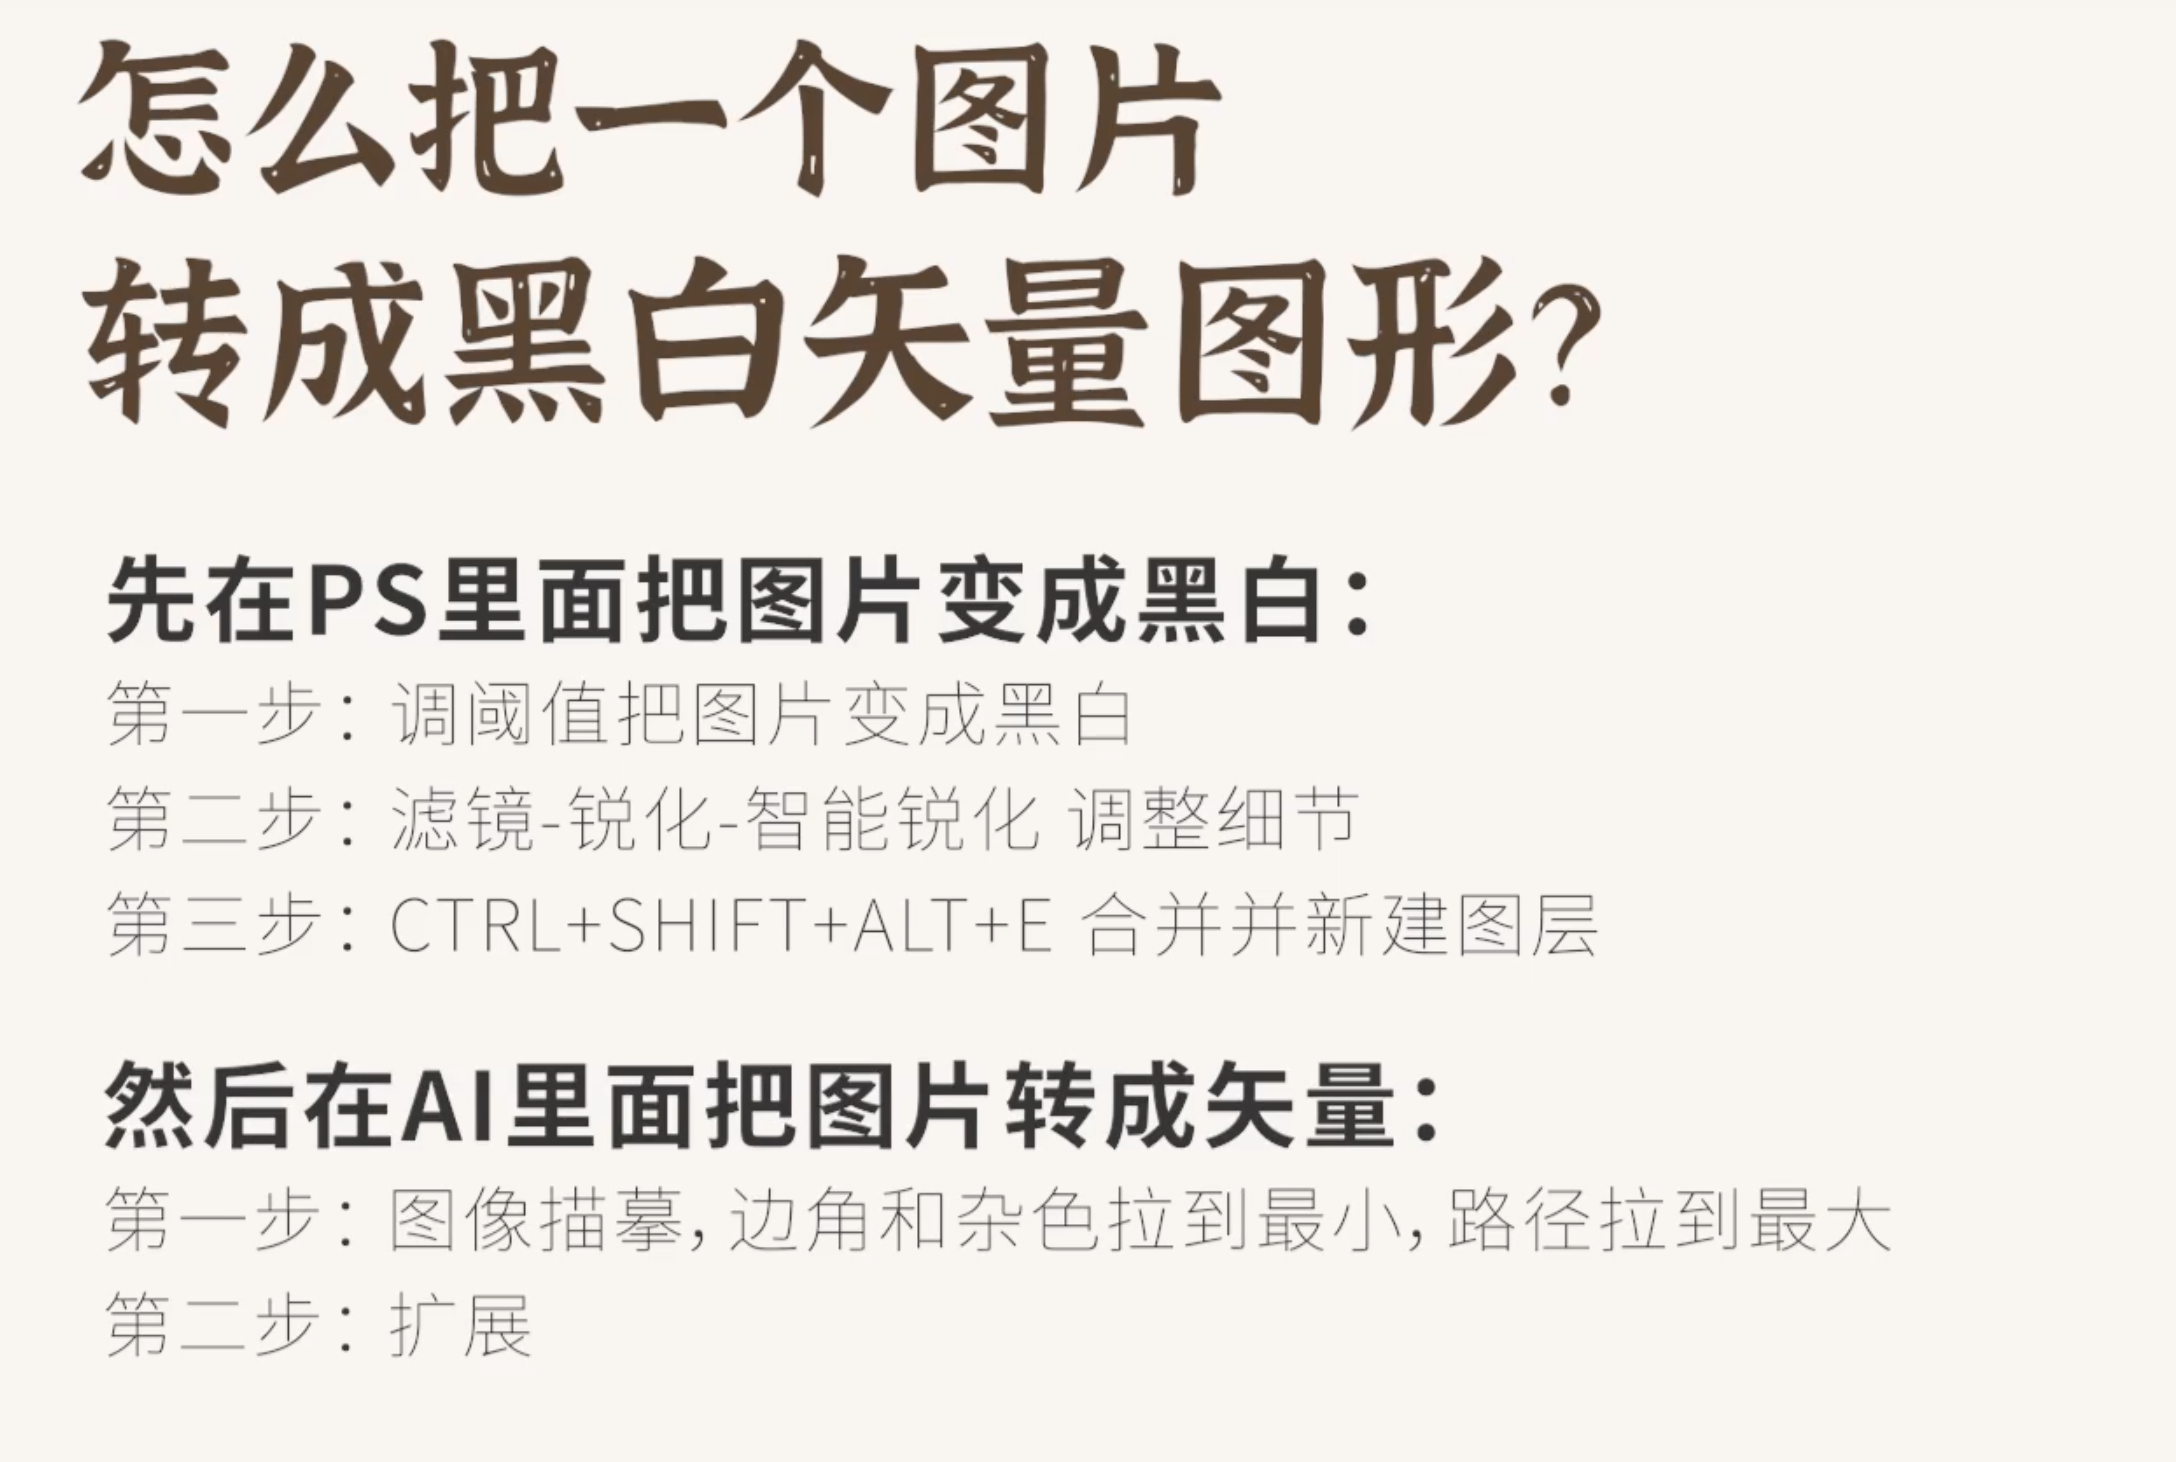 怎么把一个图片
转成黑白矢量图形?
先在PS里面把图片变成黑白：
第一步：调阈值把图片变成黑白
第二步：滤镜-锐化-智能锐化 调整细节
第三步：CTRL+SHIFT+ALT+E 合并并新建图层
然后在AI里面把图片转成矢量：
第一步：图像描摹，边角和杂色拉到最小，路径拉到最大
第二步：扩展